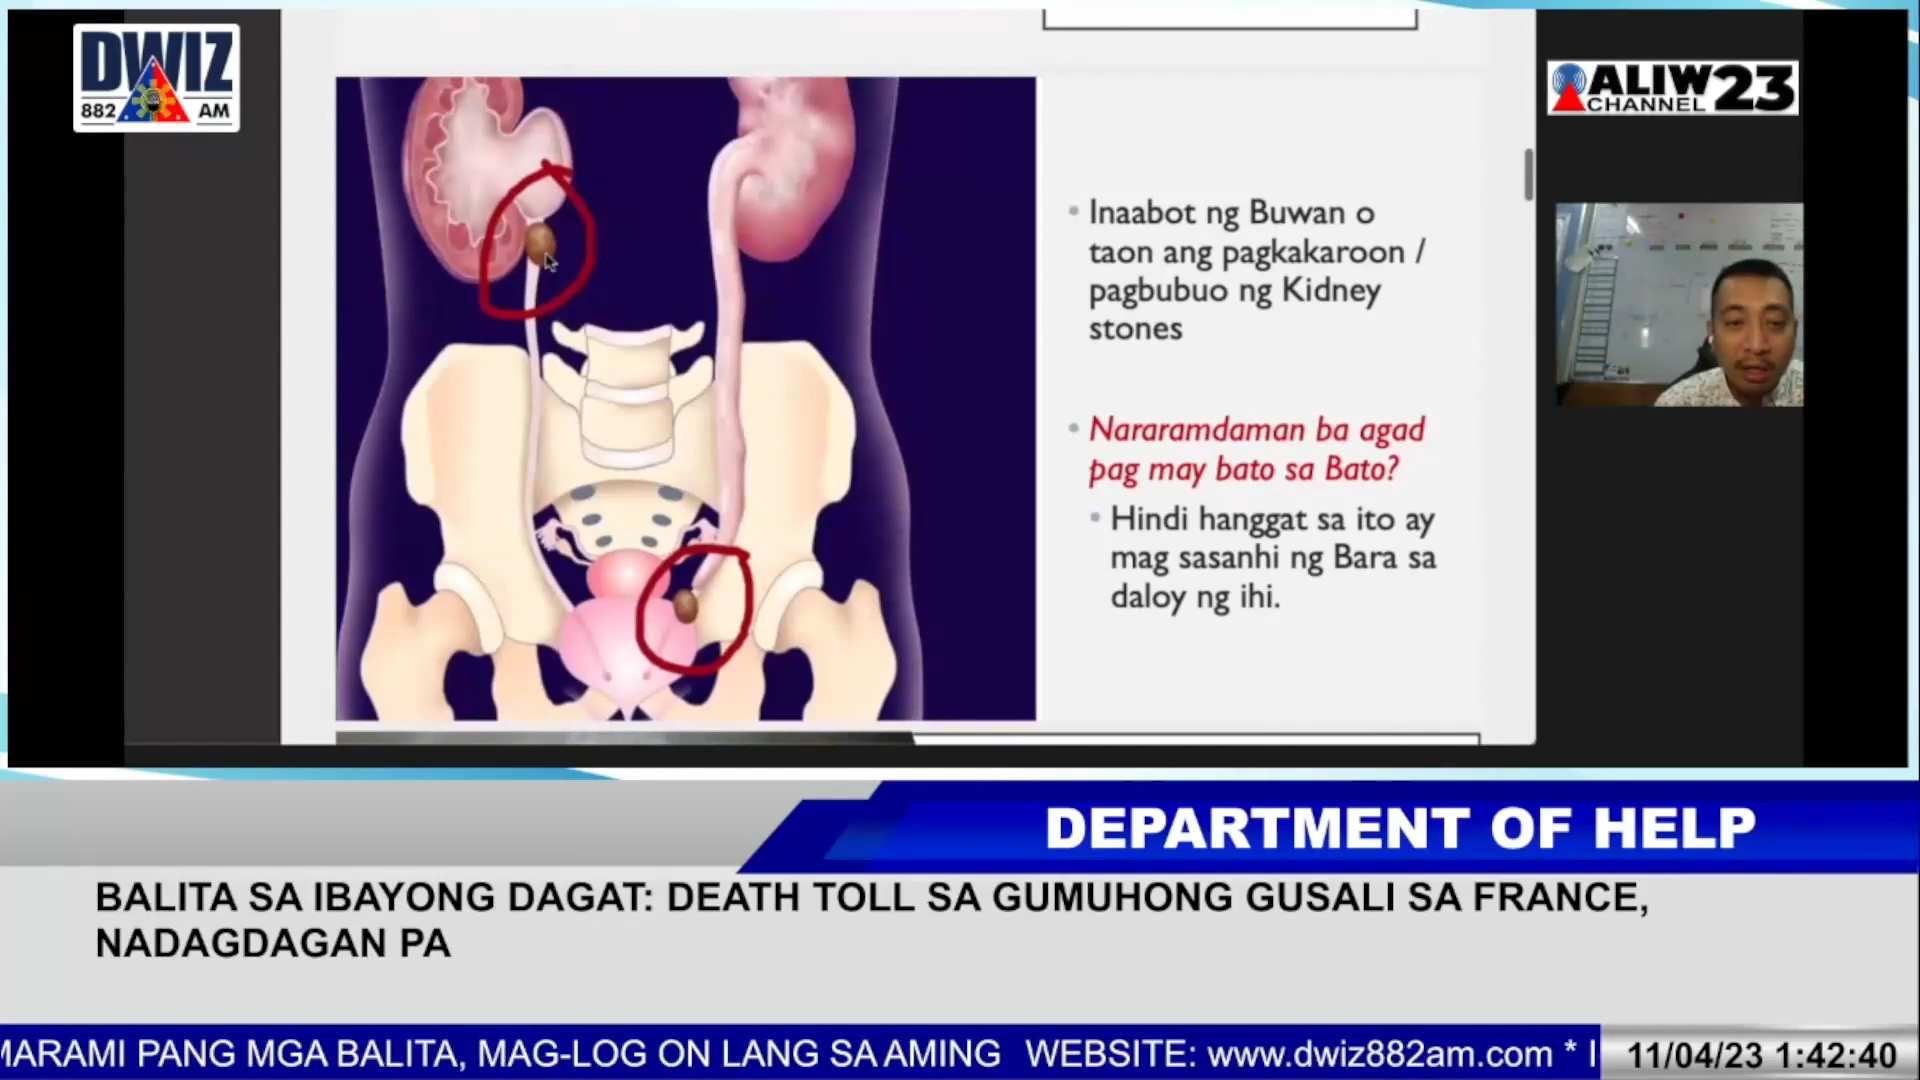 DWIZ
882 AM
ALIW 23
CHANNEL
Inaabot ng Buwan o
taon ang pagkakaroon /
pagbubuo ng Kidney
stones
Nararamdaman ba agad
pag may bato sa Bato?
Hindi hanggat sa ito ay
mag sasanhi ng Bara sa
daloy ng ihi.
DEPARTMENT OF HELP
BALITA SA IBAYONG DAGAT: DEATH TOLL SA GUMUHONG GUSALI SA FRANCE,
NADAGDAGAN PA
MARAMI PANG MGA BALITA, MAG-LOG ON LANG SA AMING WEBSITE: www.dwiz882am.com *
11/04/23 1:42:40